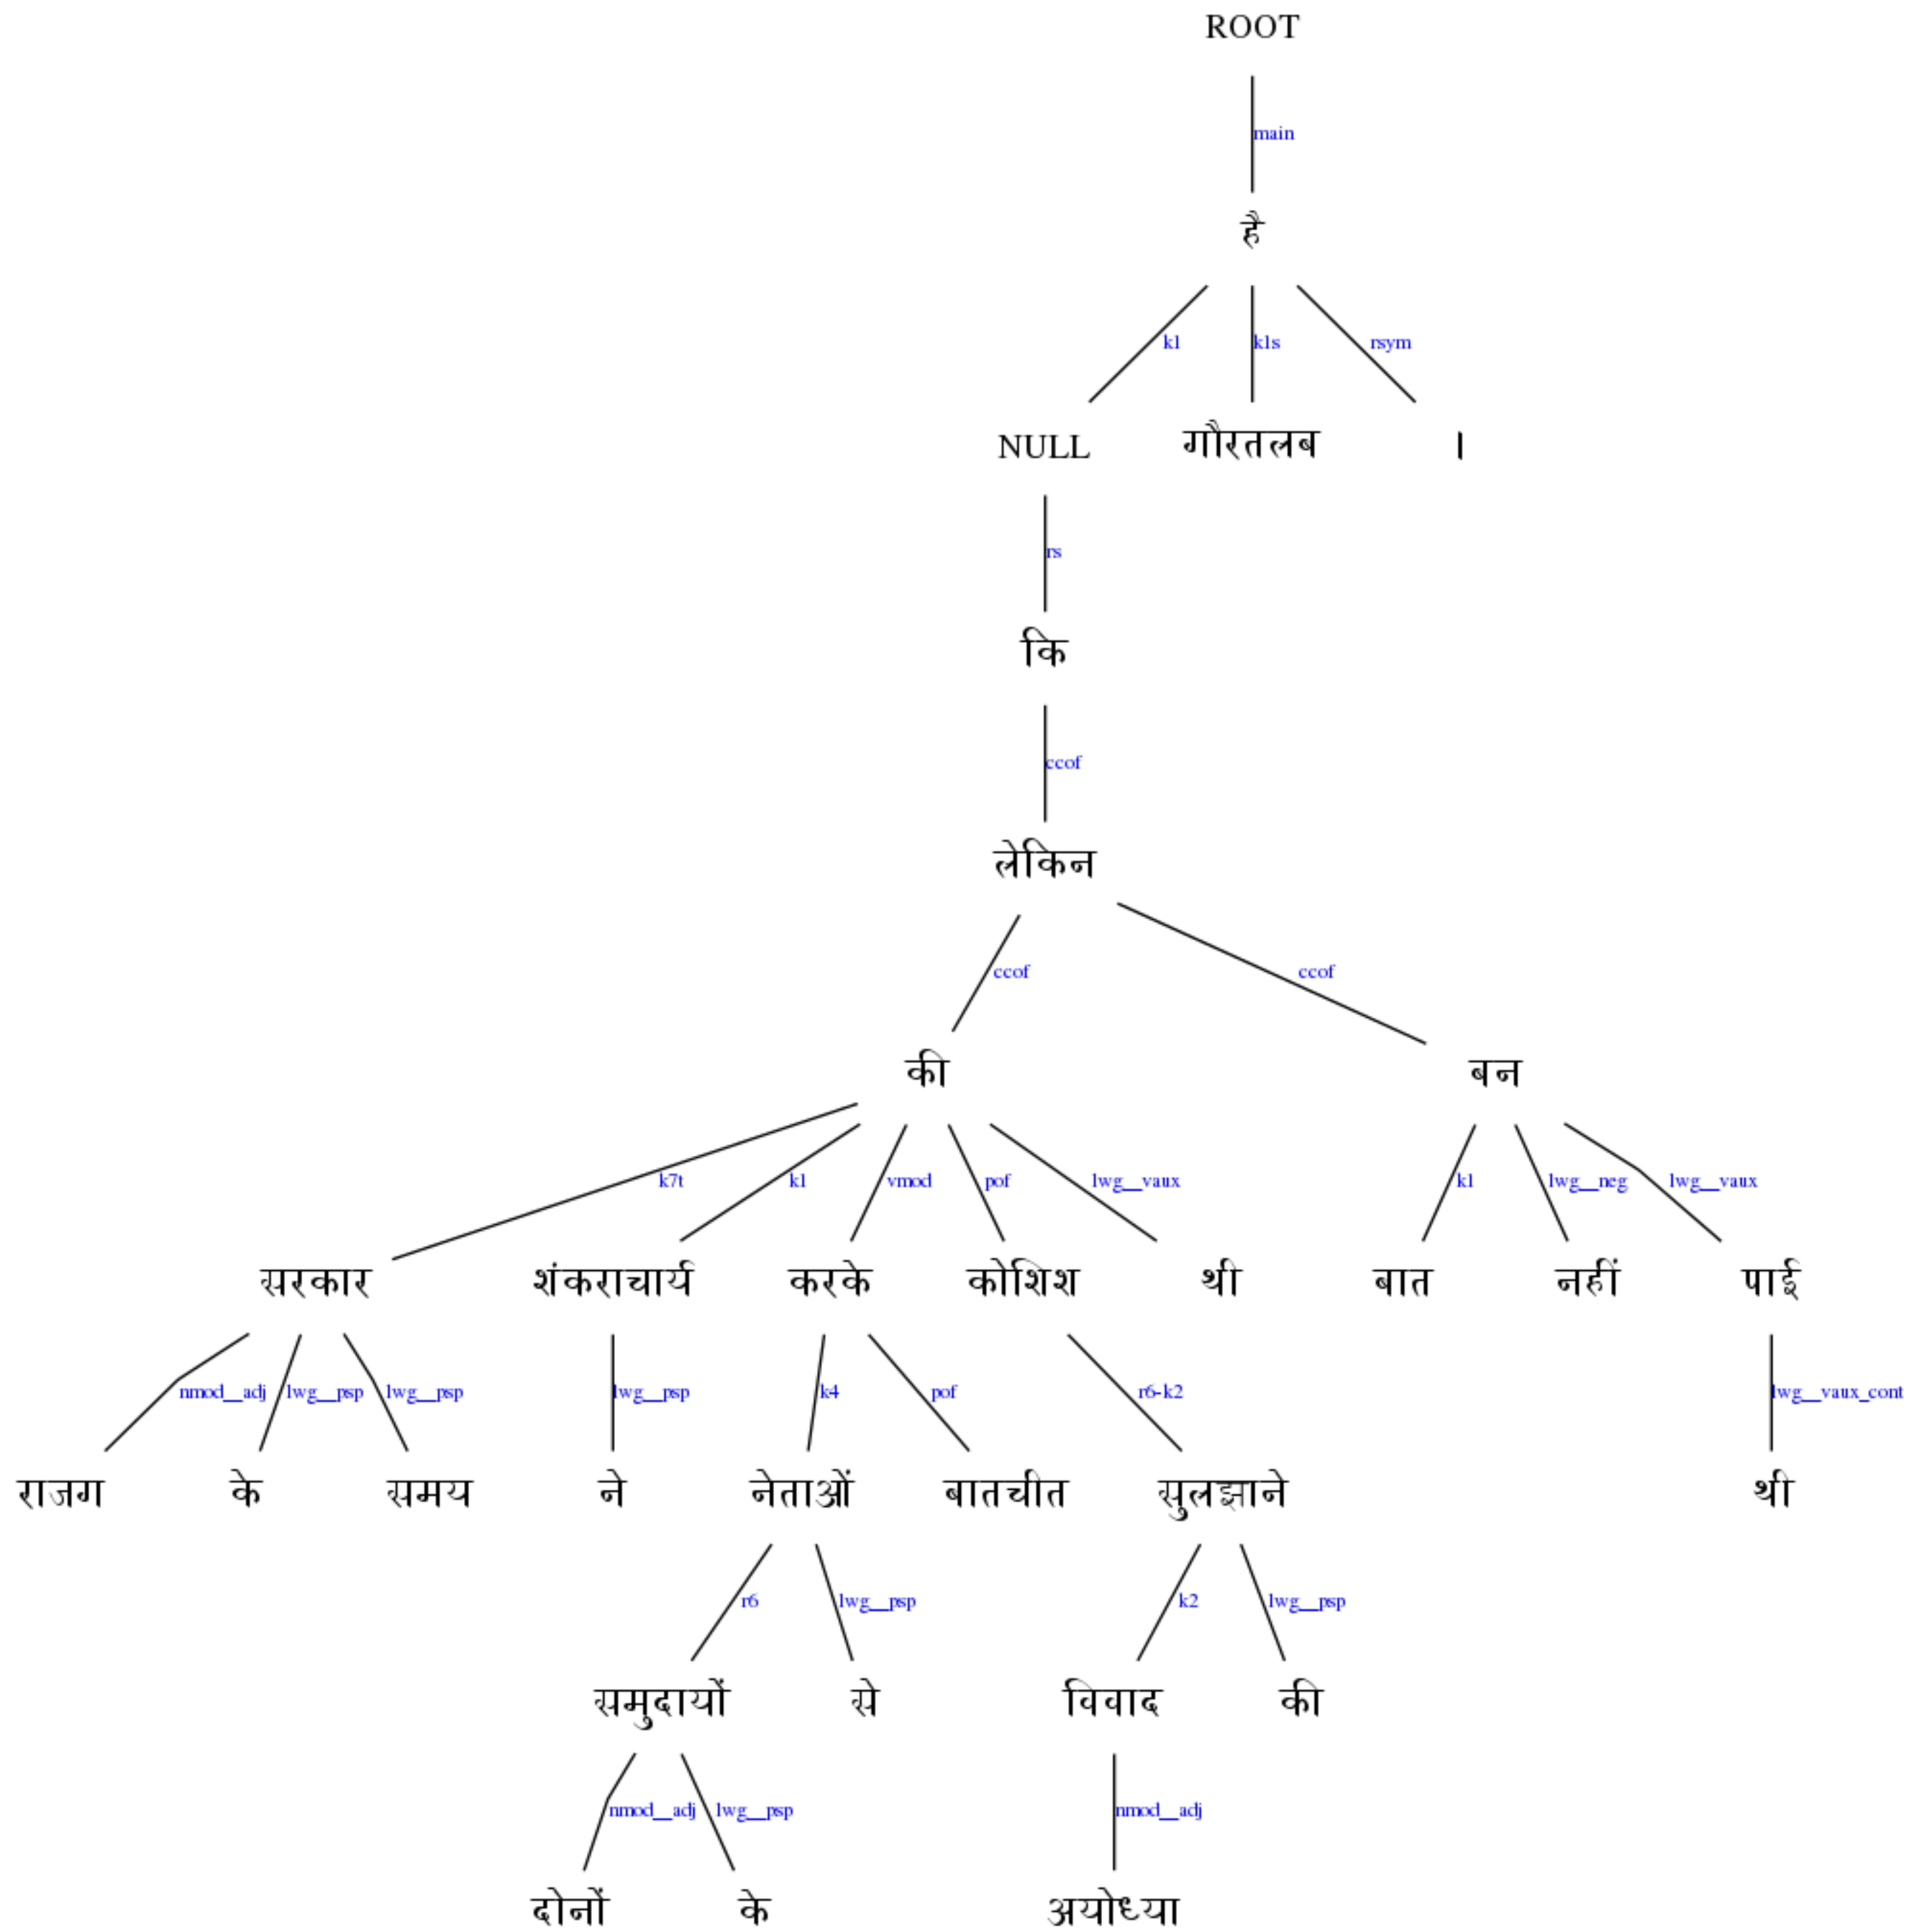 ROOT
main
है
k1 k1s rsym
NULL गौरतलब ।
rs
कि
ccof
लेकिन
ccof ccof
की बन
k7t k1 vmod pof lwg__vaux k1 lwg__neg lwg__vaux
सरकार शंकराचार्य करके कोशिश थी बात नहीं पाई
nmod__adj lwg__psp lwg__psp lwg__psp k4 pof r6-k2 lwg__vaux_cont
राजग के समय ने नेताओं बातचीत सुलझाने थी
r6 lwg__psp k2 lwg__psp
समुदायों से विवाद की
nmod__adj lwg__psp nmod__adj
दोनों के अयोध्या